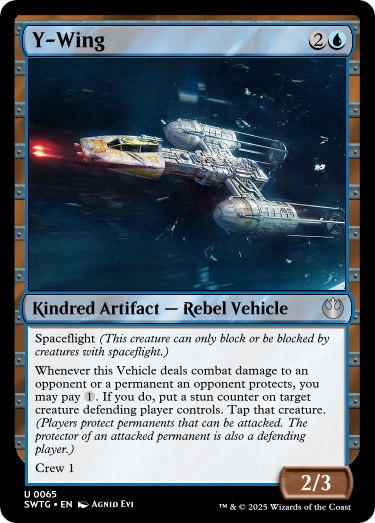 Y-Wing 2
Kindred Artifact — Rebel Vehicle
Spaceflight (This creature can only block or be blocked by
creatures with spaceflight.)
Whenever this Vehicle deals combat damage to an
opponent or a permanent an opponent protects, you
may pay 1. If you do, put a stun counter on target
creature defending player controls. Tap that creature.
(Players protect permanents that can be attacked. The
protector of an attacked permanent is also a defending
player.)
Crew 1
2/3
U 0065
SWTG • EN Agnid Evi
™ & © 2025 Wizards of the Coast